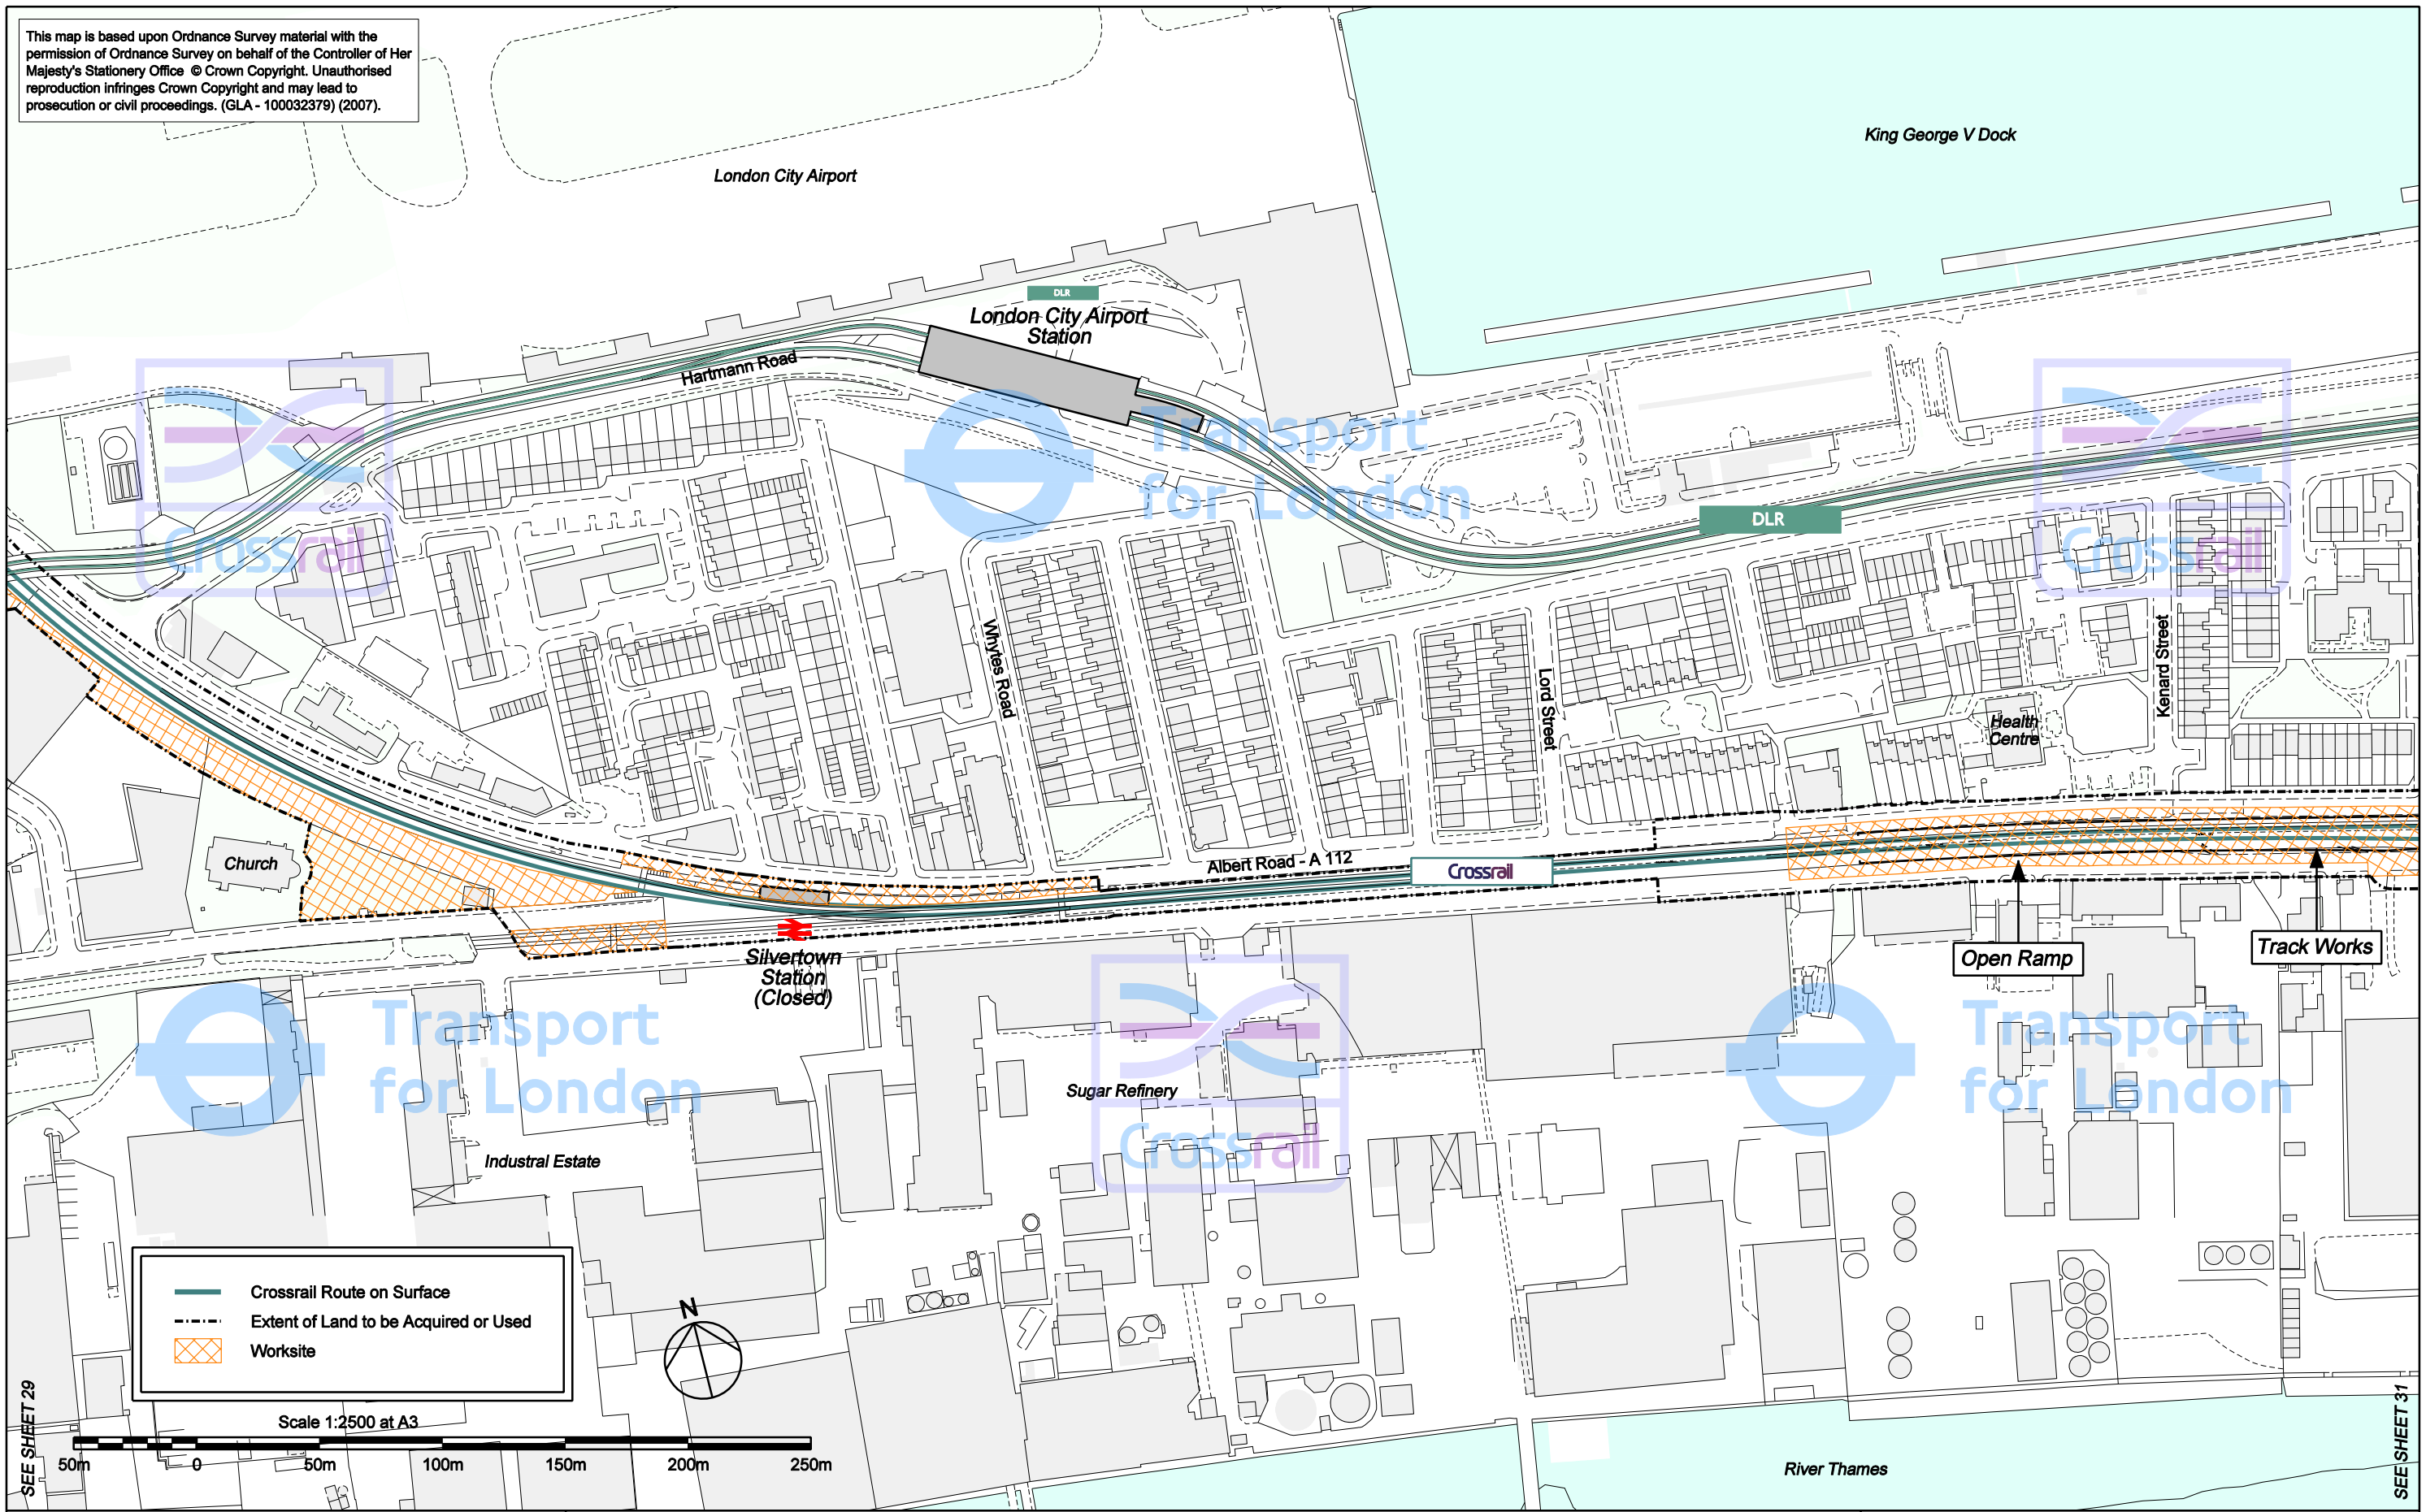 This map is based upon Ordnance Survey material with the
permission of Ordnance Survey on behalf of the Controller of Her
Majesty's Stationery Office © Crown Copyright. Unauthorised
reproduction infringes Crown Copyright and may lead to
prosecution or civil proceedings. (GLA - 100032379) (2007).
King George V Dock
London City Airport
DLR
London City Airport
Station
Hartmann Road
Transport
for London
Crossrail
DLR
Crossrail
Whytes Road
Lord Street
Kenard Street
Health
Centre
Church
Albert Road - A 112
Crossrail
Silvertown
Station
(Closed)
Open Ramp
Track Works
Transport
for London
Sugar Refinery
Crossrail
Transport
for London
Industral Estate
Crossrail Route on Surface
Extent of Land to be Acquired or Used
Worksite
N
Scale 1:2500 at A3
50m 0 50m 100m 150m 200m 250m
SEE SHEET 29
River Thames
SEE SHEET 31